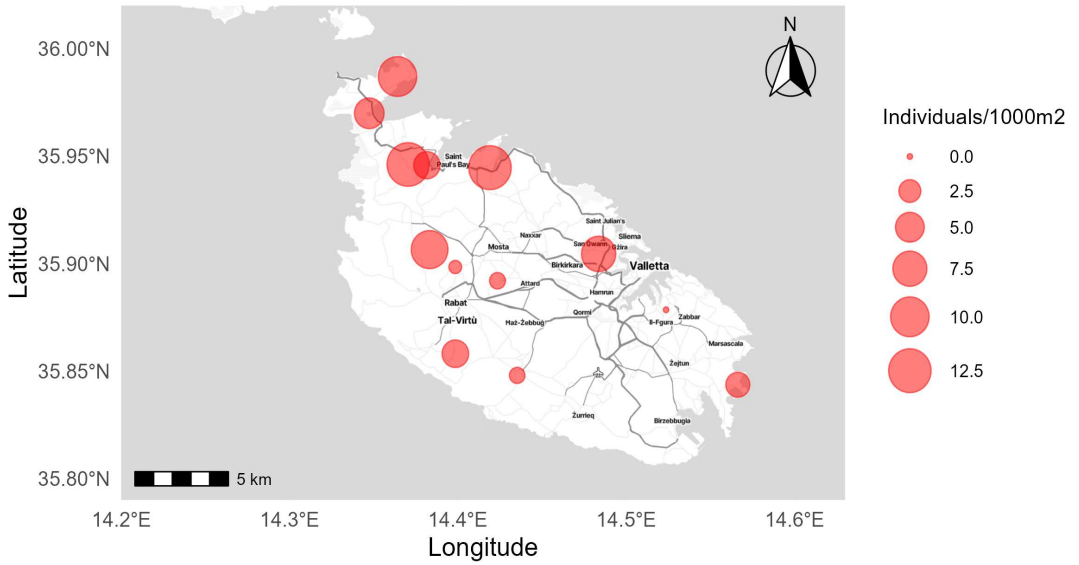 N
36.00°N
Individuals/1000m2
0.0
35.95°N
Saint
Paul's Bay
2.5
5.0
Saint Julian's
Naxxar
Sliema
San Ġwann
Gżira
Mosta
35.90°N
Birkirkara
Valletta
7.5
Attard
Rabat
Hamrun
Tal-Virtù
Ħaż-Żebbuġ
Qormi
Il-Fgura
Zabbar
10.0
Marsascala
35.85°N
Żejtun
12.5
Żurrieq
Birzebbugia
35.80°N
5 km
14.2°E
14.3°E
14.4°E
14.5°E
14.6°E
Longitude
Latitude